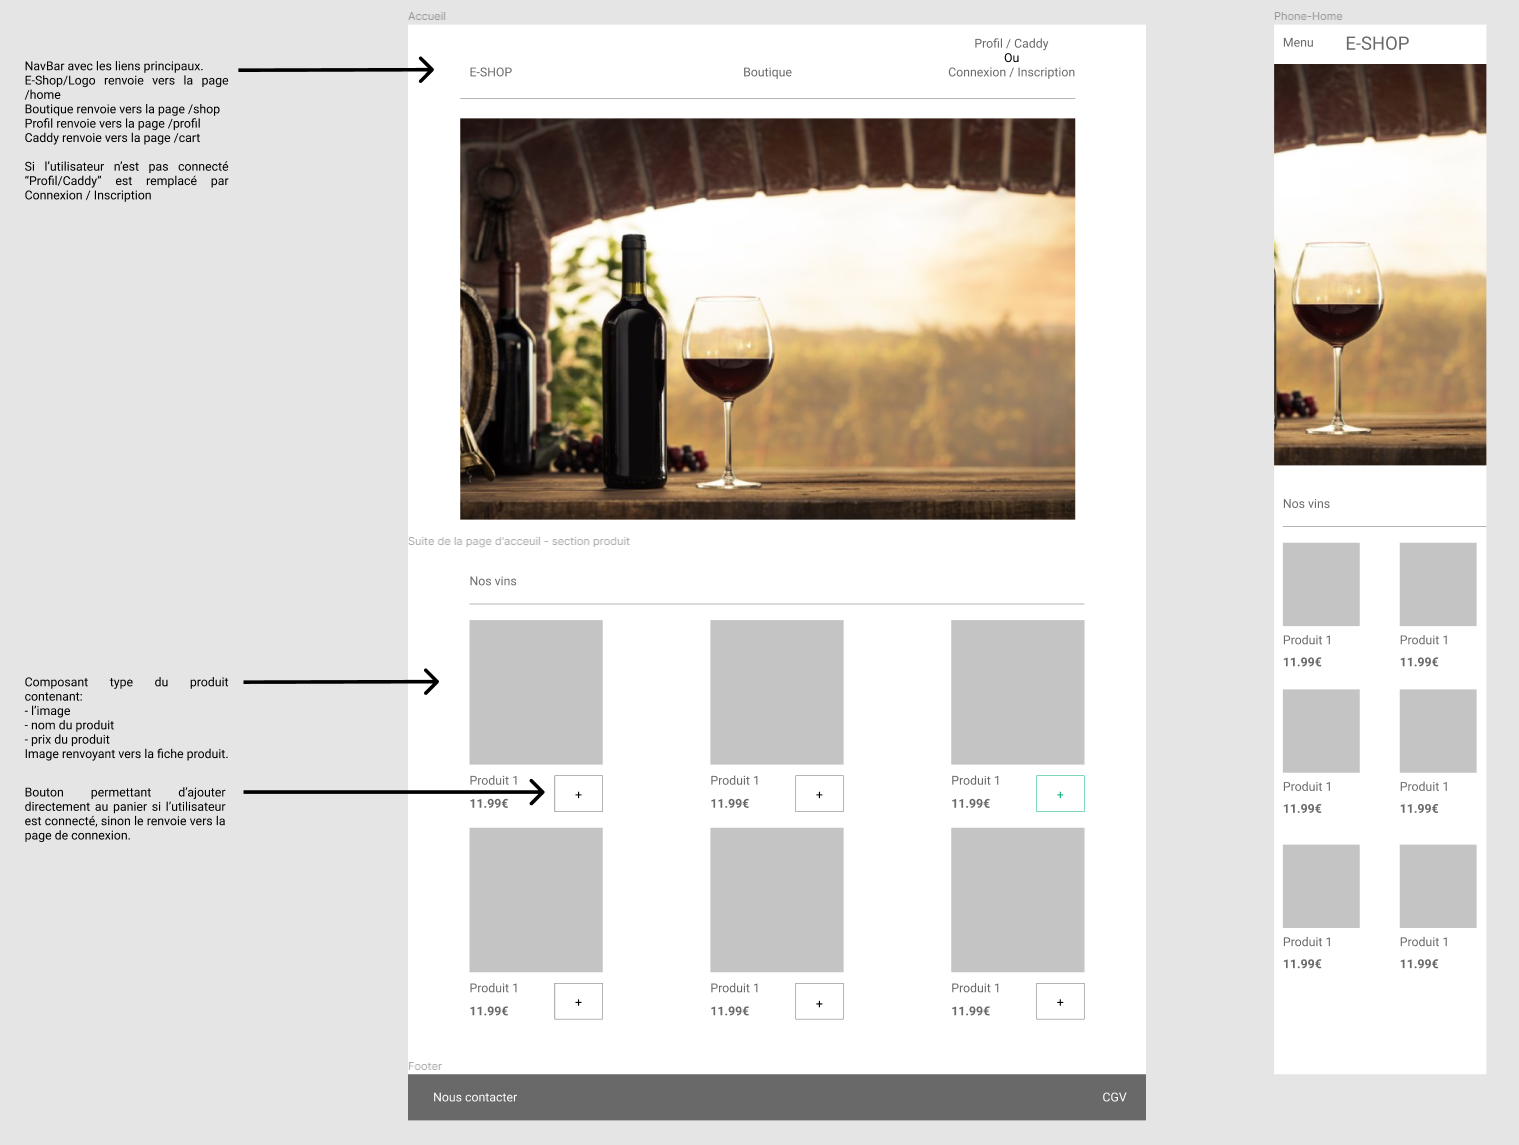 Accueil
Phone-Home
NavBar avec les liens principaux.
E-Shop/Logo renvoie vers la page
/home
Boutique renvoie vers la page /shop
Profil renvoie vers la page /profil
Caddy renvoie vers la page /cart
Si l'utilisateur n'est pas connecté
"Profil/Caddy" est remplacé par
Connexion / Inscription
E-SHOP
Boutique
Profil / Caddy
Ou
Connexion / Inscription
Suite de la page d'acceuil - section produit
Nos vins
Composant type du produit
contenant:
- l'image
- nom du produit
- prix du produit
Image renvoyant vers la fiche produit.
Bouton permettant d'ajouter
directement au panier si l'utilisateur
est connecté, sinon le renvoie vers la
page de connexion.
Produit 1
11.99€
+
Produit 1
11.99€
+
Produit 1
11.99€
+
Produit 1
11.99€
+
Produit 1
11.99€
+
Produit 1
11.99€
+
Footer
Nous contacter
CGV
Menu
E-SHOP
Nos vins
Produit 1
11.99€
Produit 1
11.99€
Produit 1
11.99€
Produit 1
11.99€
Produit 1
11.99€
Produit 1
11.99€